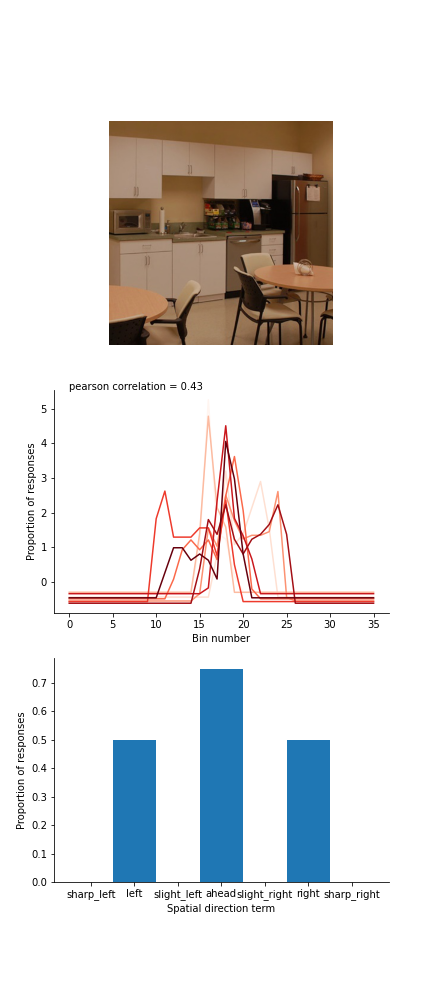 pearson correlation = 0.43
5
4
3
2
1
0
Proportion of responses
0 5 10 15 20 25 30 35
Bin number
0.7
0.6
0.5
0.4
0.3
0.2
0.1
0.0
Proportion of responses
sharp_left left slight_left ahead slight_right right sharp_right
Spatial direction term